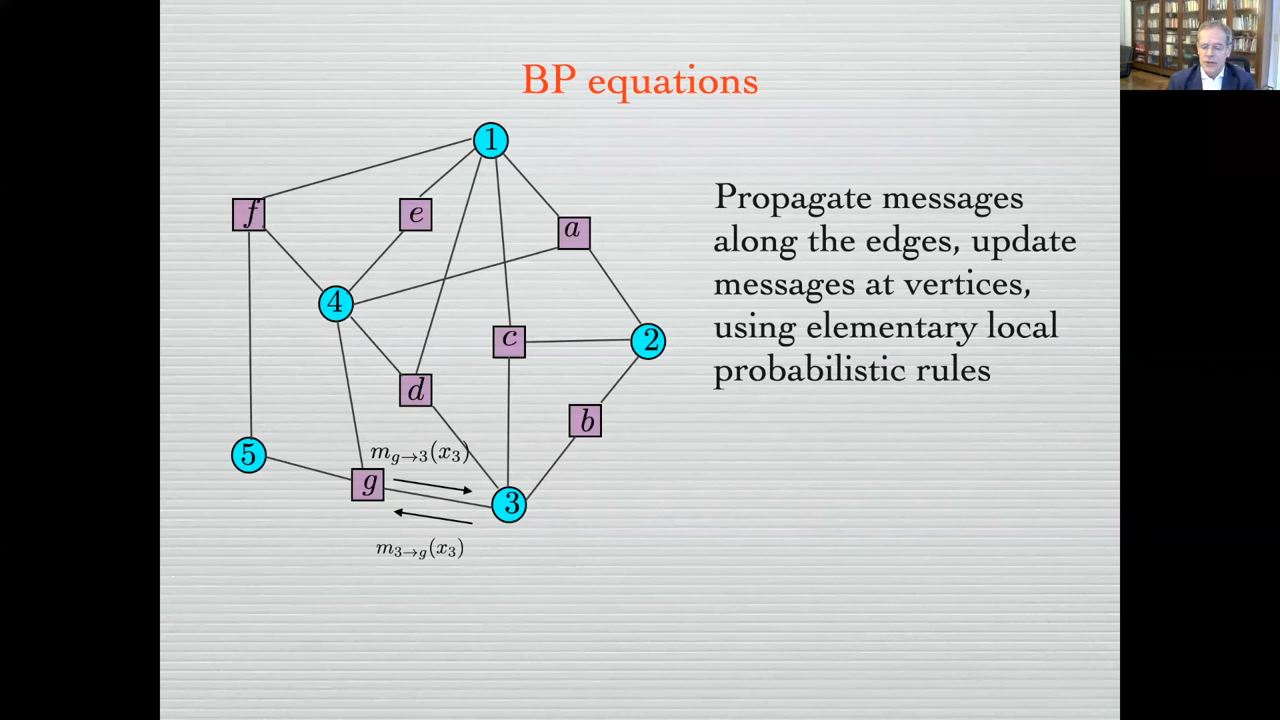 BP equations
1
f
e
a
4
c
2
d
b
5
g
3
m_{g→3}(x_3)
m_{3→g}(x_3)
Propagate messages
along the edges, update
messages at vertices,
using elementary local
probabilistic rules